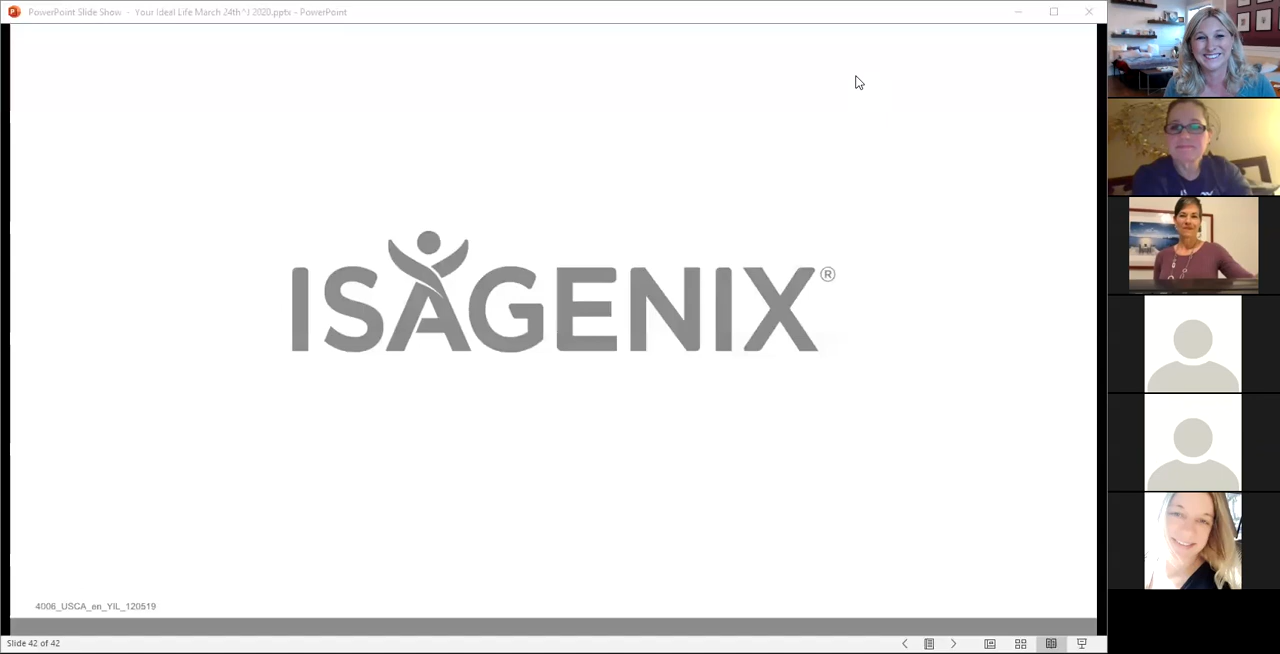 PowerPoint Slide Show - Your Ideal Life March 24th^J 2020.pptx - PowerPoint
ISAGENIX®
4006_USCA_en_YIL_120519
Slide 42 of 42